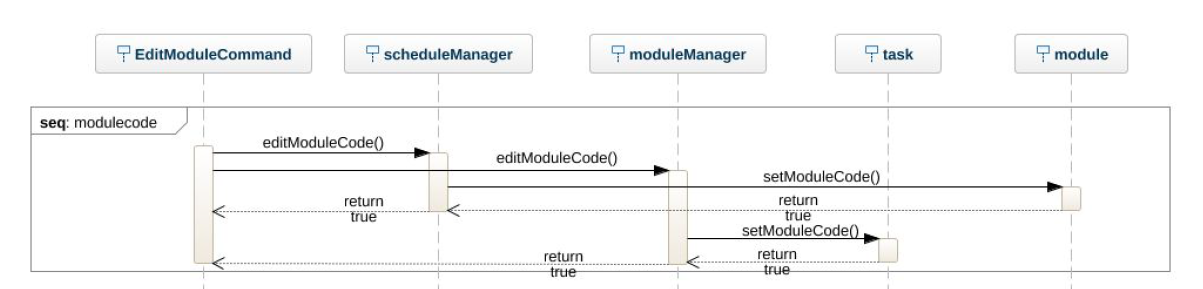 EditModuleCommand
scheduleManager
moduleManager
task
module
seq: modulecode
editModuleCode()
editModuleCode()
setModuleCode()
return
true
return
true
setModuleCode()
return
true
return
true